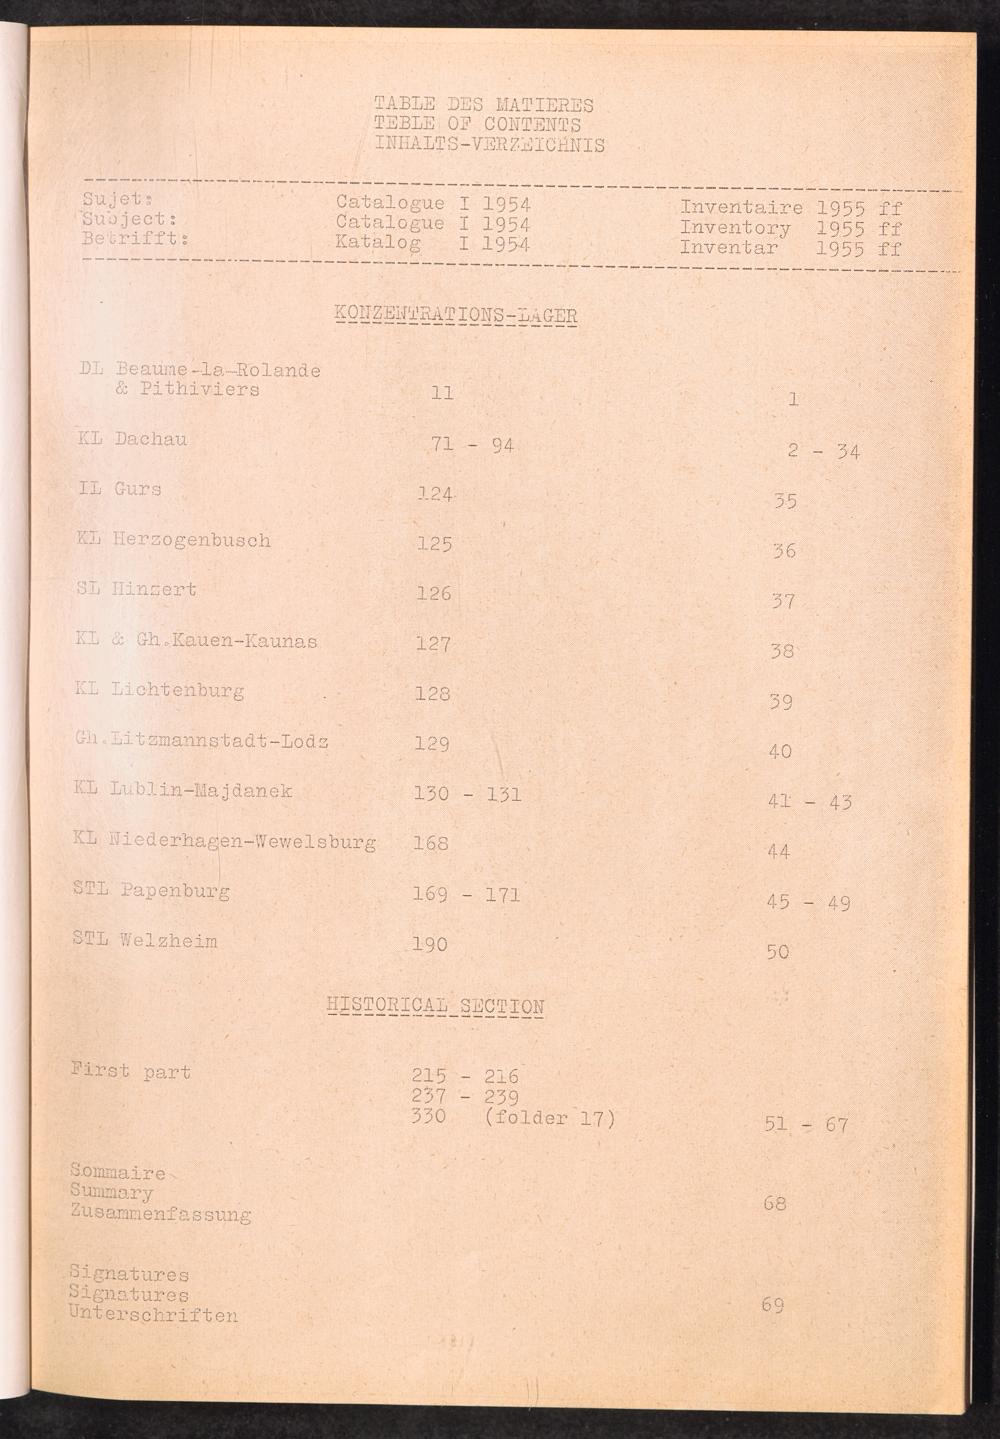 TABLE DES MATIERES
TEBLE OF CONTENTS
INHALTS-VERZEICHNIS
Sujet: Catalogue I 1954 Inventaire 1955 ff
Subject: Catalogue I 1954 Inventory 1955 ff
Betrifft: Katalog I 1954 Inventar 1955 ff
KONZENTRATIONS-LAGER
DL Beaume-la-Rolande
& Pithiviers 11 1
KL Dachau 71 - 94 2 - 34
IL Gurs 124 35
KL Herzogenbusch 125 36
SL Hinzert 126 37
KL & Gh.Kauen-Kaunas 127 38
KL Lichtenburg 128 39
Gh.Litzmannstadt-Lodz 129 40
KL Lublin-Majdanek 130 - 131 41 - 43
KL Niederhagen-Wewelsburg 168 44
STL Papenburg 169 - 171 45 - 49
STL Welzheim 190 50
HISTORICAL SECTION
First part 215 - 216
237 - 239
330 (folder 17) 51 - 67
Sommaire
Summary 68
Zusammenfassung
Signatures
Signatures 69
Unterschriften